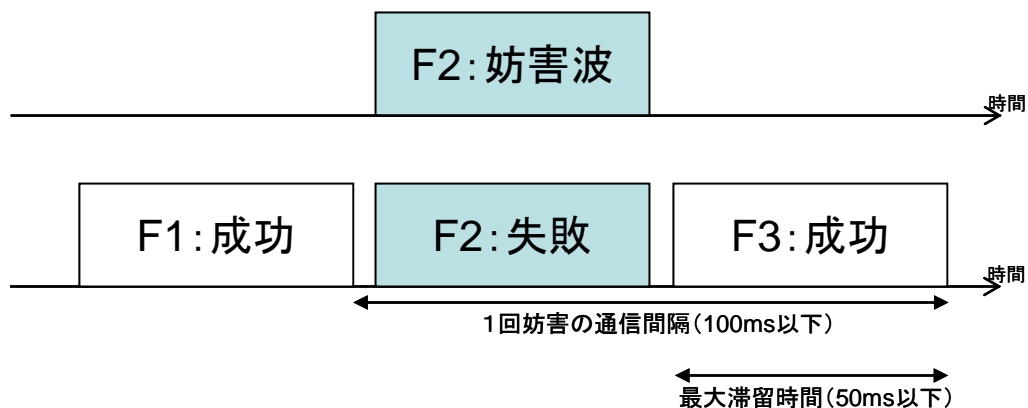 F2:妨害波
時間
F1:成功
F2:失敗
F3:成功
時間
1回妨害の通信間隔(100ms以下)
最大滞留時間(50ms以下)